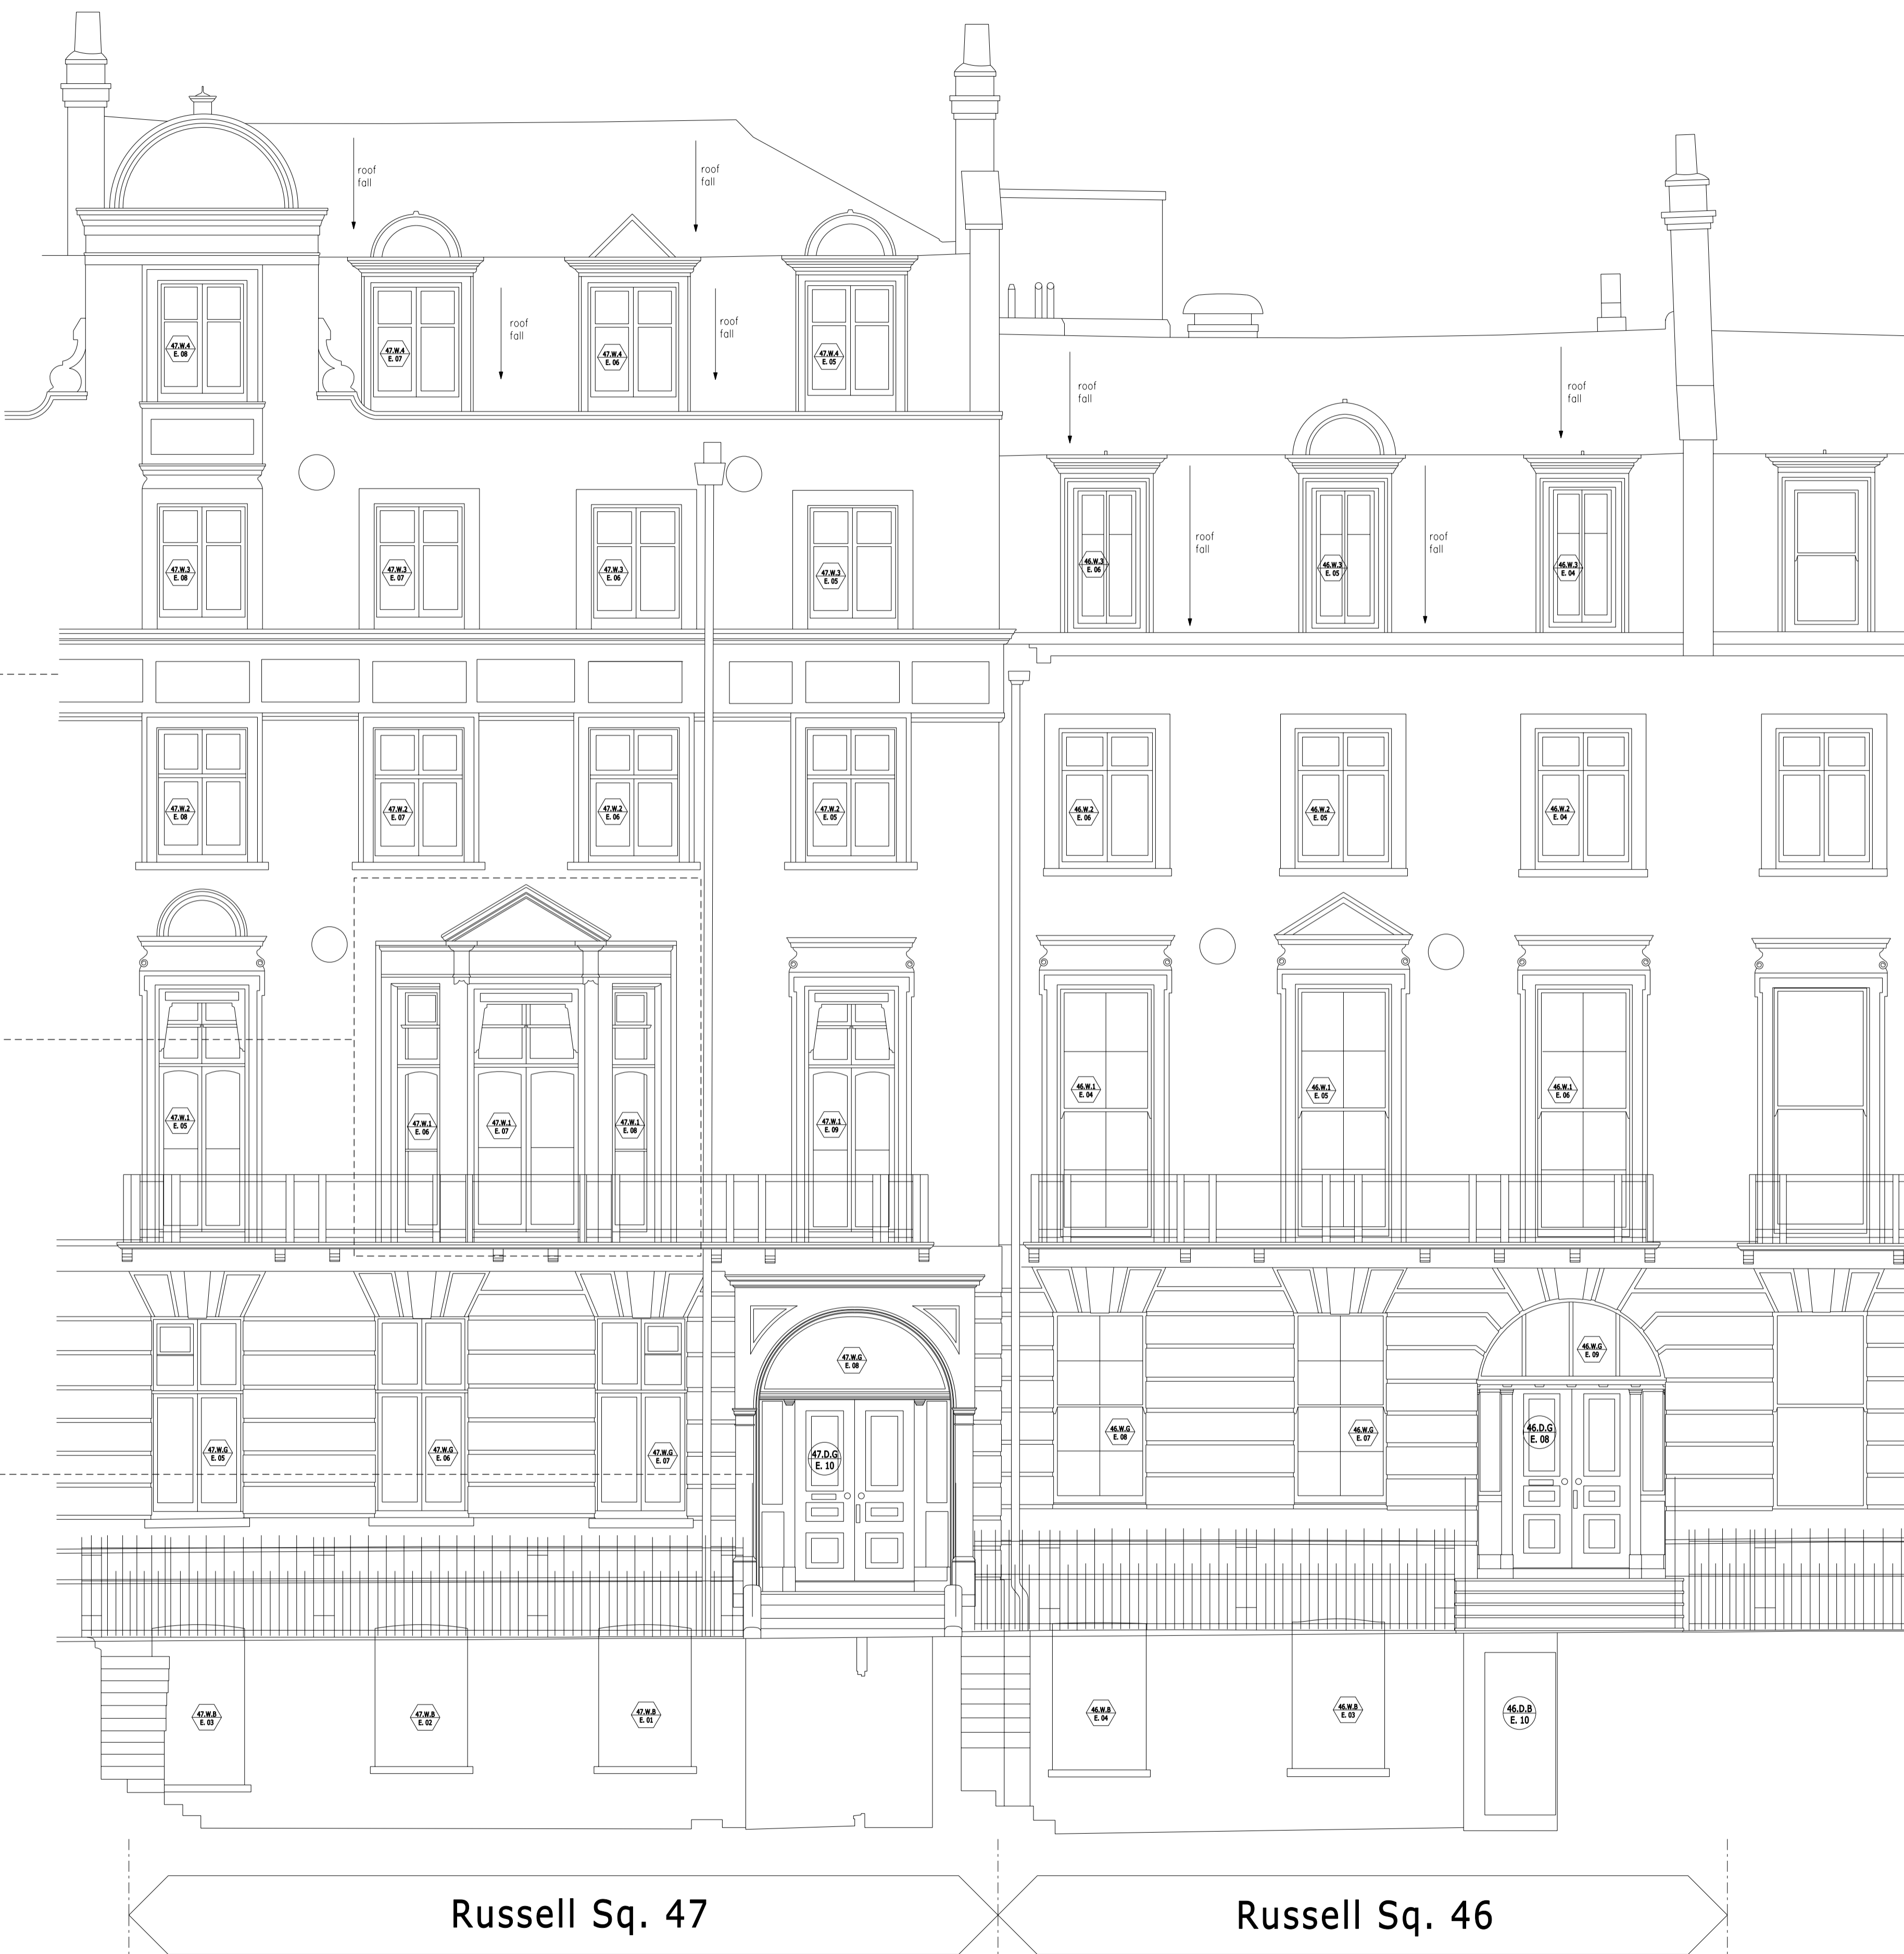 roof
fall
roof
fall
47.W.4
E. 08
47.W.4
E. 07
roof
fall
47.W.4
E. 06
roof
fall
47.W.4
E. 05
roof
fall
roof
fall
47.W.3
E. 08
47.W.3
E. 07
47.W.3
E. 06
47.W.3
E. 05
46.W.3
E. 06
roof
fall
46.W.3
E. 05
roof
fall
46.W.3
E. 04
47.W.2
E. 08
47.W.2
E. 07
47.W.2
E. 06
47.W.2
E. 05
46.W.2
E. 06
46.W.2
E. 05
46.W.2
E. 04
47.W.1
E. 05
47.W.1
E. 06
47.W.1
E. 07
47.W.1
E. 08
47.W.1
E. 09
46.W.1
E. 04
46.W.1
E. 05
46.W.1
E. 06
47.W.G
E. 08
46.W.G
E. 09
47.W.G
E. 05
47.W.G
E. 06
47.W.G
E. 07
47.D.G
E. 10
46.W.G
E. 08
46.W.G
E. 07
46.D.G
E. 08
47.W.B
E. 03
47.W.B
E. 02
47.W.B
E. 01
46.W.B
E. 04
46.W.B
E. 03
46.D.B
E. 10
Russell Sq. 47
Russell Sq. 46